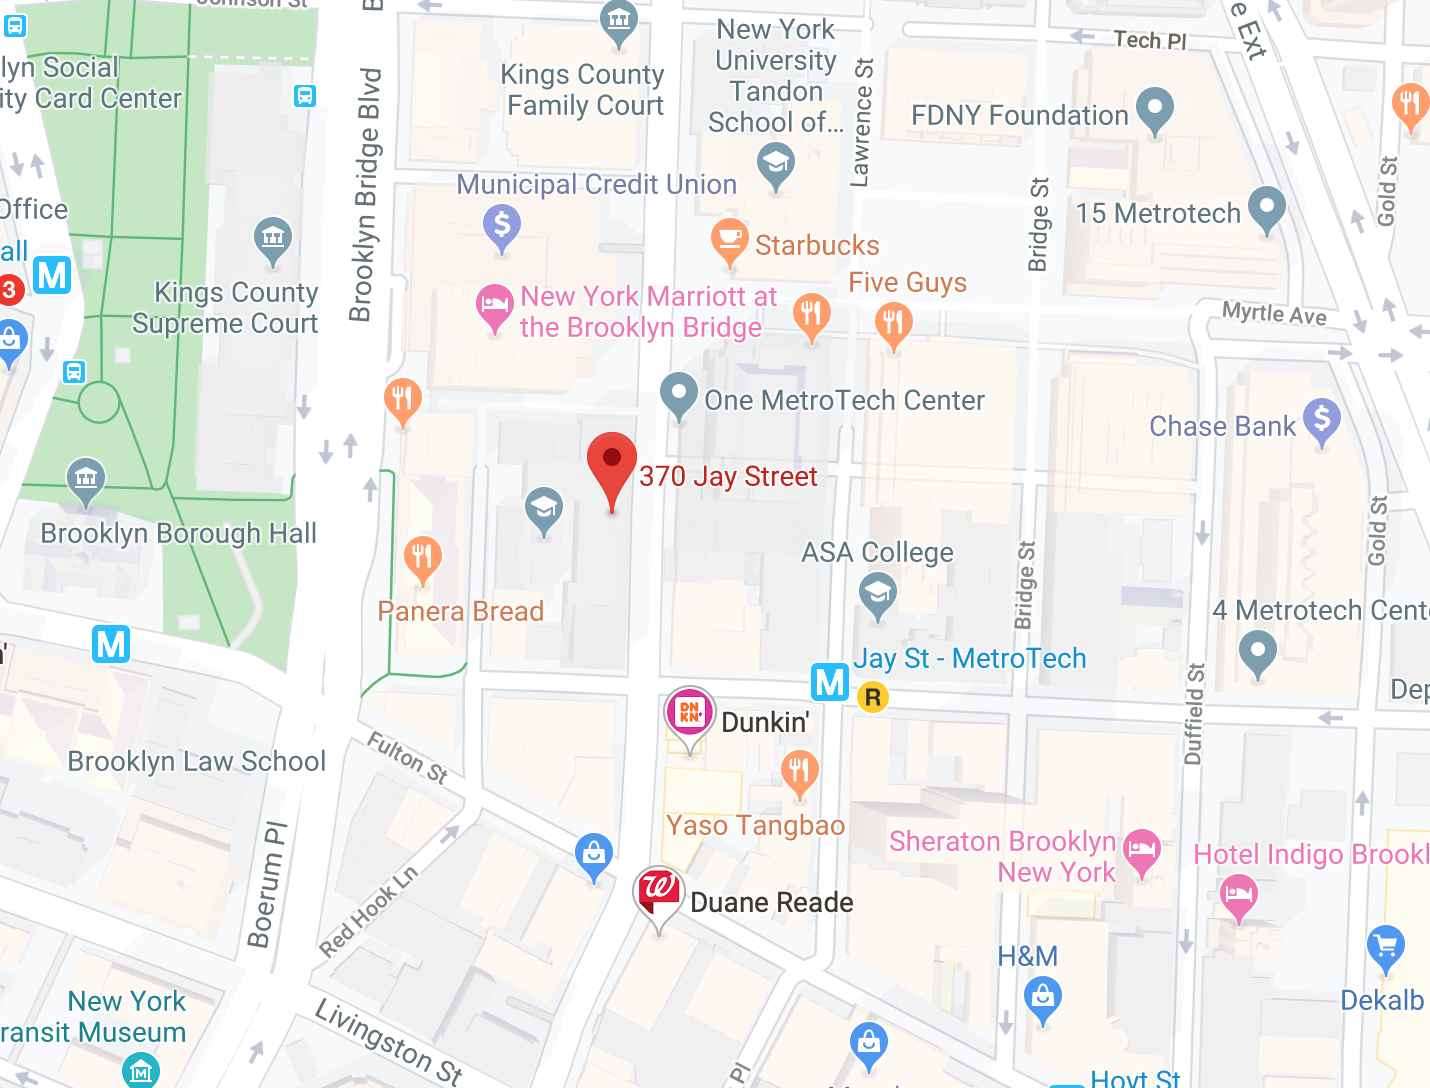 Johnson St
B
e Ext
Tech Pl
lyn Social
ity Card Center
Kings County
Family Court
New York
University
Tandon
School of...
Lawrence St
FDNY Foundation
Brooklyn Bridge Blvd
Municipal Credit Union
Office
all
M
3
Kings County
Supreme Court
Starbucks
Five Guys
15 Metrotech
Bridge St
Gold St
New York Marriott at
the Brooklyn Bridge
Myrtle Ave
One MetroTech Center
Chase Bank
370 Jay Street
Brooklyn Borough Hall
Panera Bread
ASA College
Bridge St
Gold St
4 Metrotech Cent
M
n'
Jay St - MetroTech
M
R
Dep
Duffield St
DN
KN'
Dunkin'
Brooklyn Law School
Fulton St
Yaso Tangbao
Sheraton Brooklyn
New York
Hotel Indigo Brookl
Boerum Pl
Red Hook Ln
Duane Reade
H&M
Dekalb
New York
ransit Museum
M
Livingston St
Pl
Hoyt St